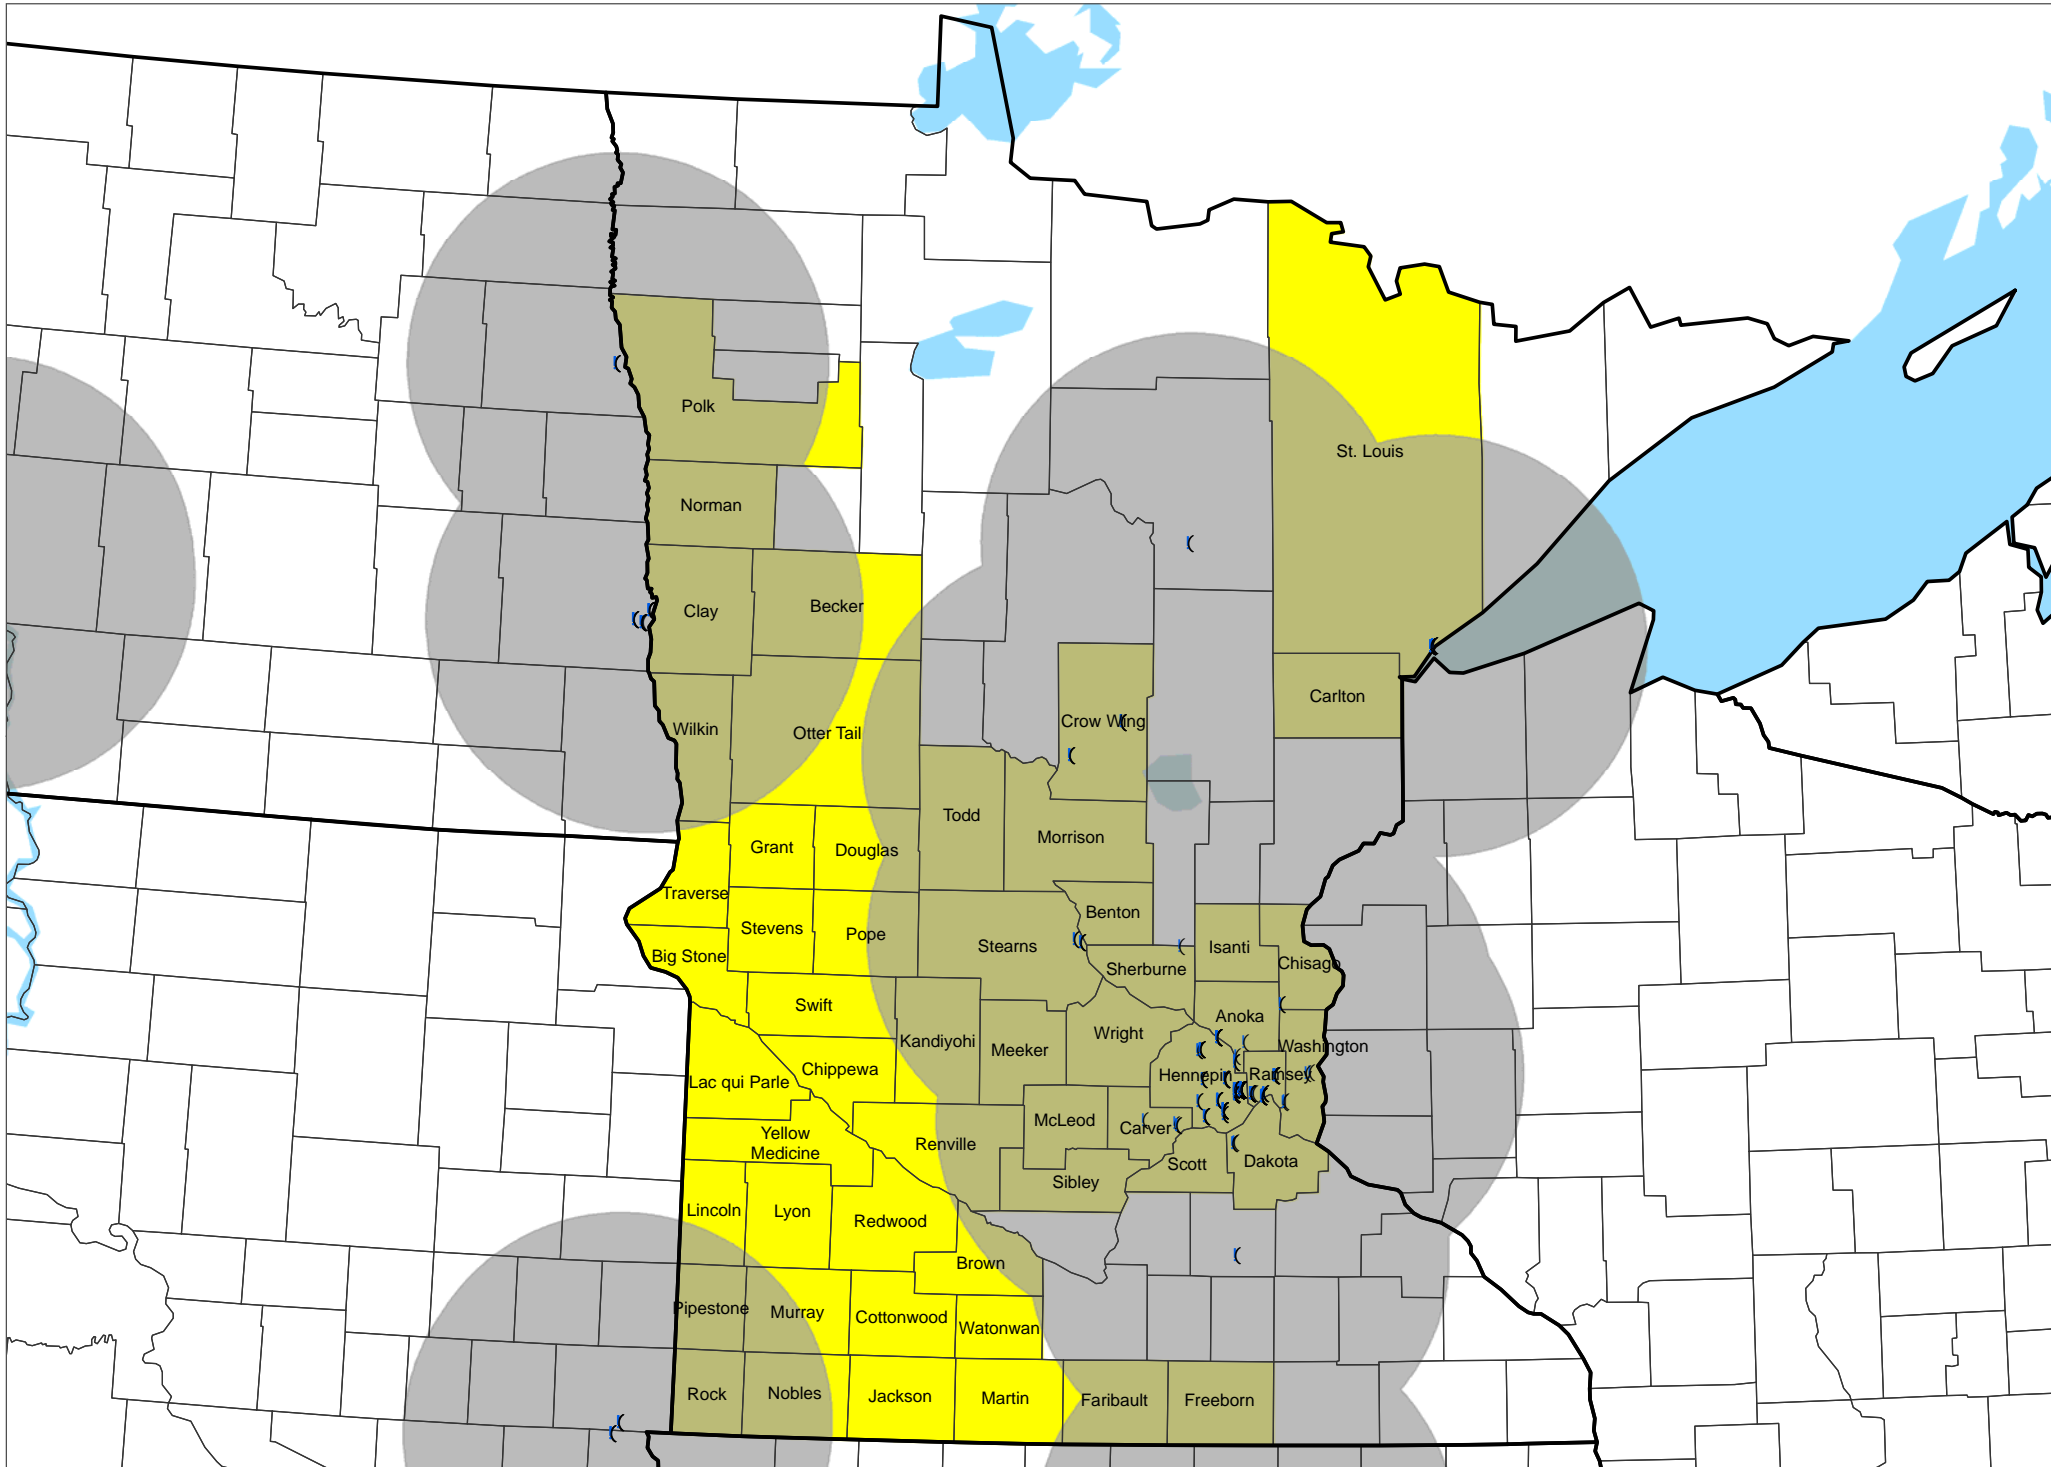 Polk
St. Louis
Norman
Becker
Clay
Carlton
Crow Wing
Wilkin
Otter Tail
Todd
Morrison
Grant
Douglas
Traverse
Benton
Stevens
Pope
Stearns
Isanti
Big Stone
Chisago
Sherburne
Swift
Anoka
Wright
Kandiyohi
Washington
Meeker
Chippewa
Hennepin
Ramsey
Lac qui Parle
McLeod
Carver
Yellow
Medicine
Renville
Scott
Dakota
Sibley
Lincoln
Lyon
Redwood
Brown
Pipestone
Murray
Cottonwood
Watonwan
Rock
Nobles
Jackson
Martin
Faribault
Freeborn